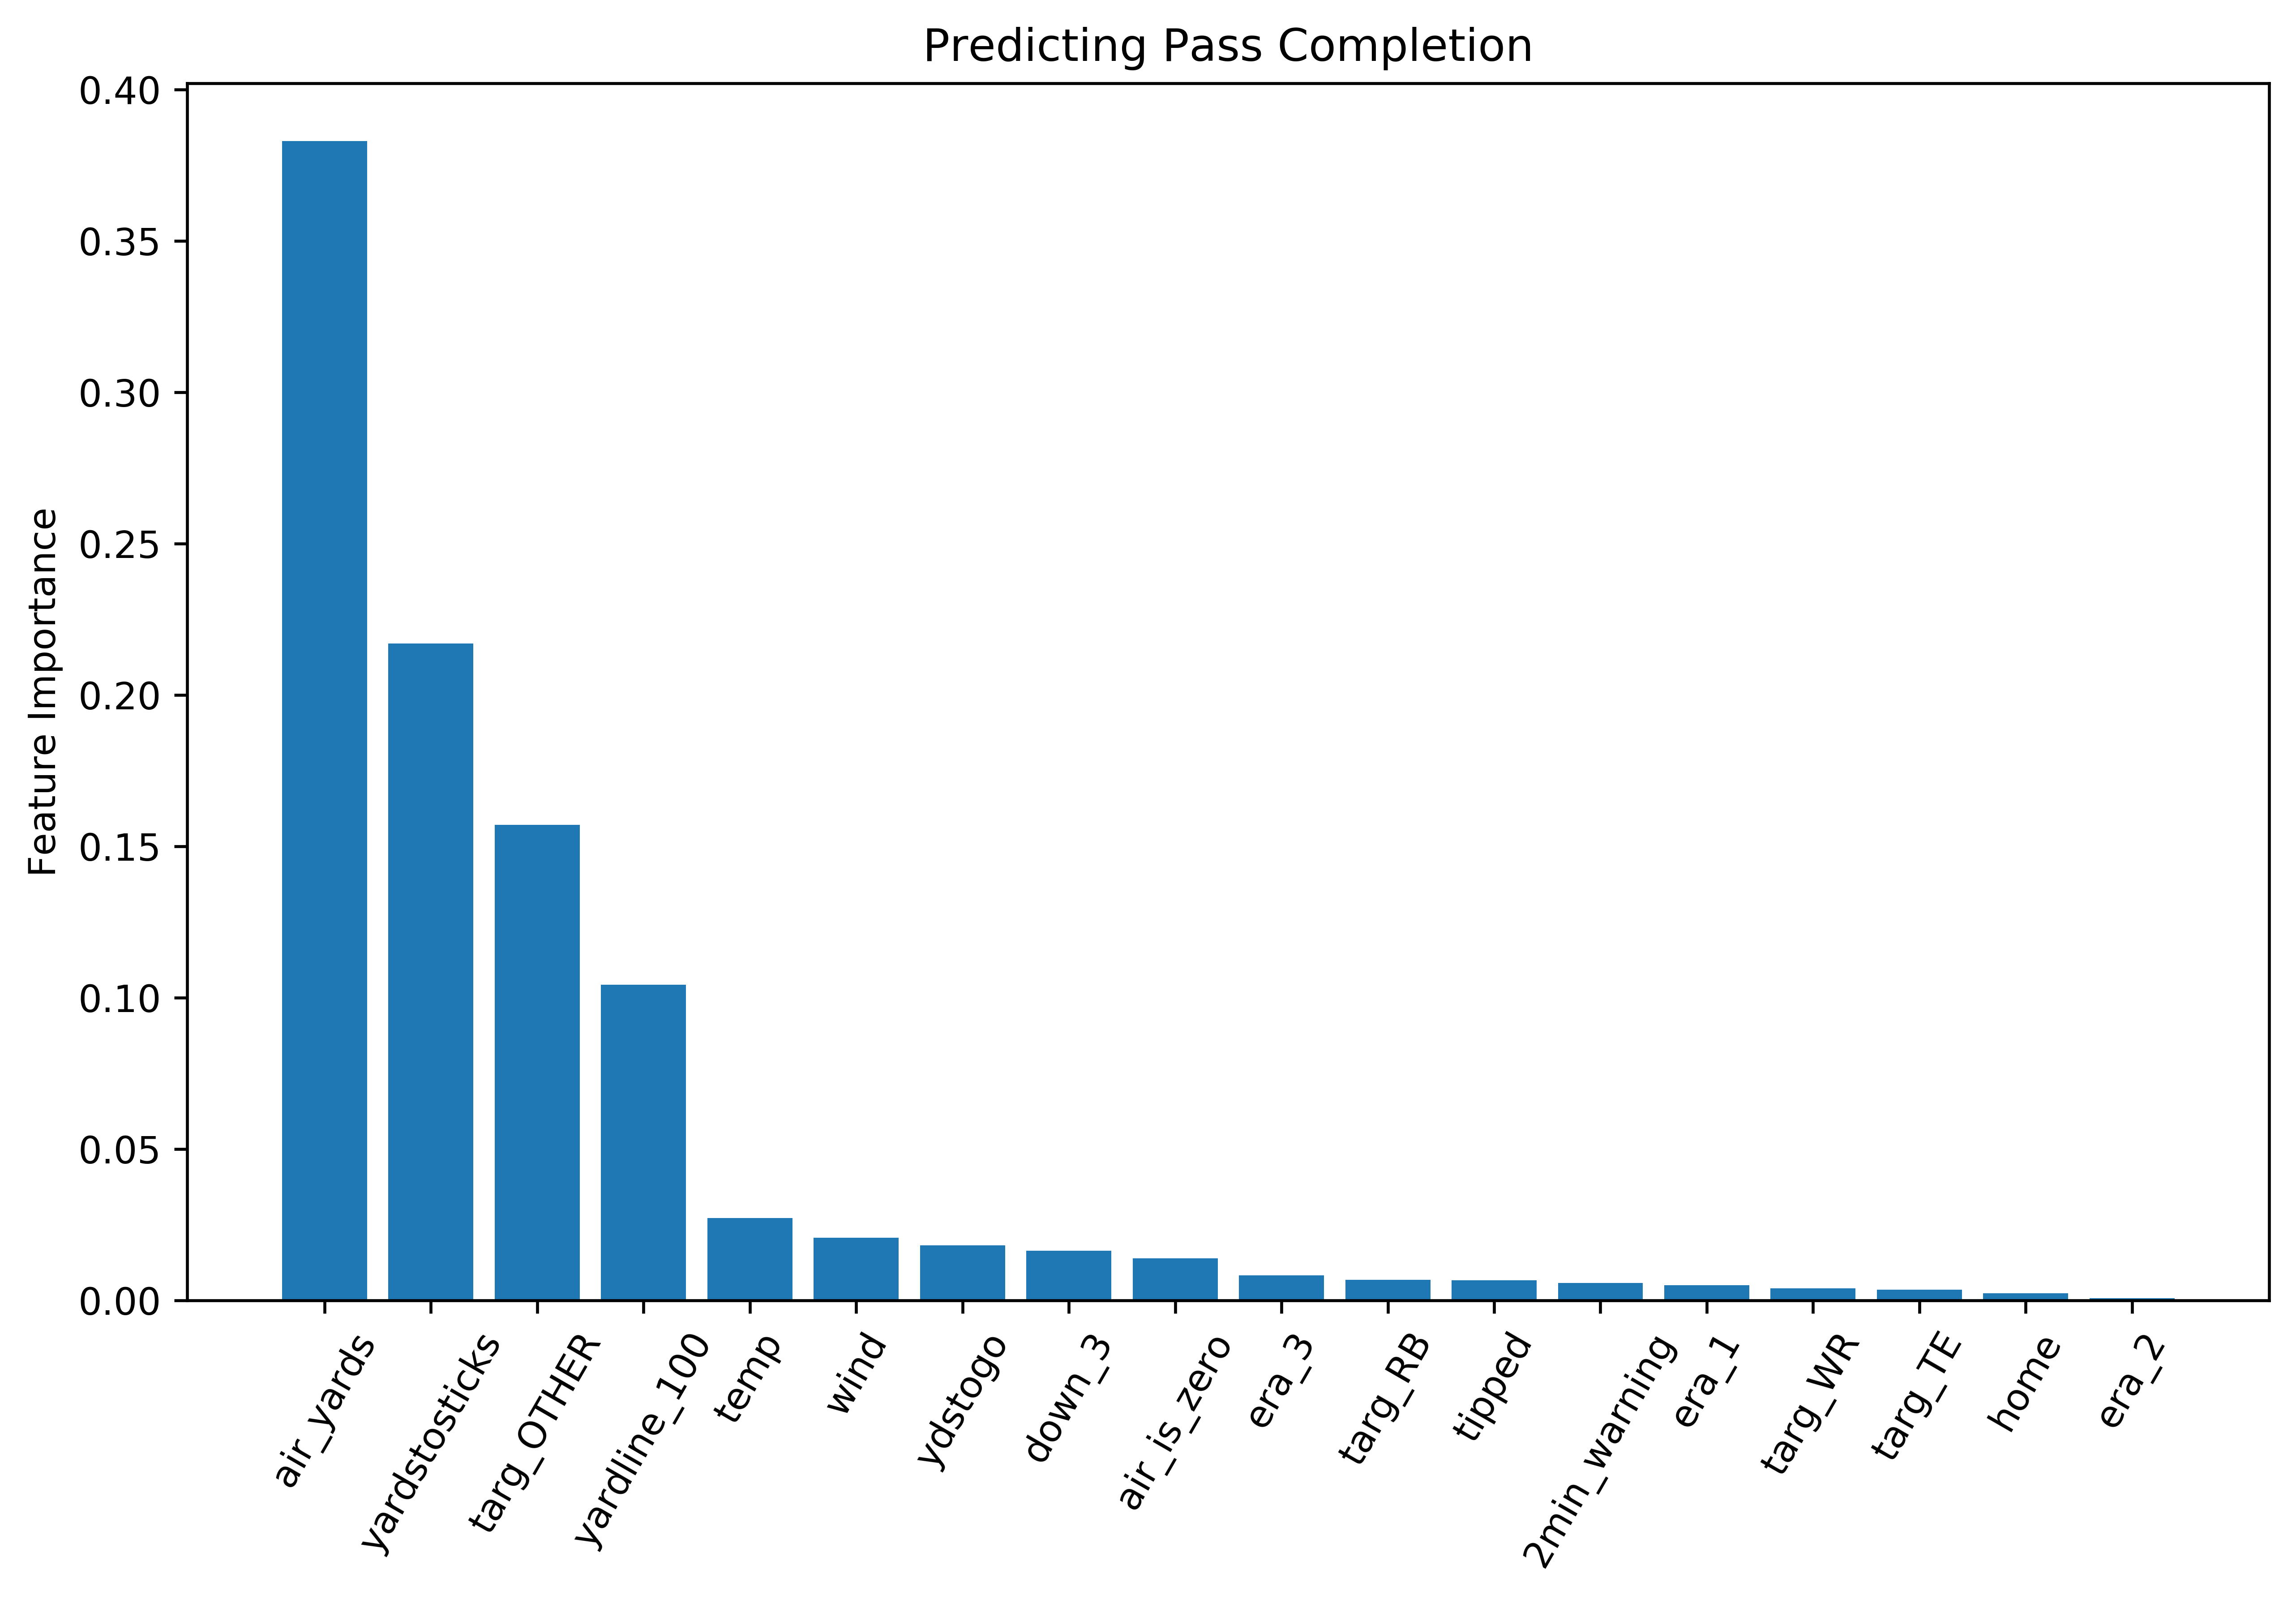 Predicting Pass Completion
Feature Importance
0.40
0.35
0.30
0.25
0.20
0.15
0.10
0.05
0.00
air_yards
yardstosticks
targ_OTHER
yardline_100
temp
wind
ydstogo
down_3
air_is_zero
era_3
targ_RB
tipped
2min_warning
era_1
targ_WR
targ_TE
home
era_2